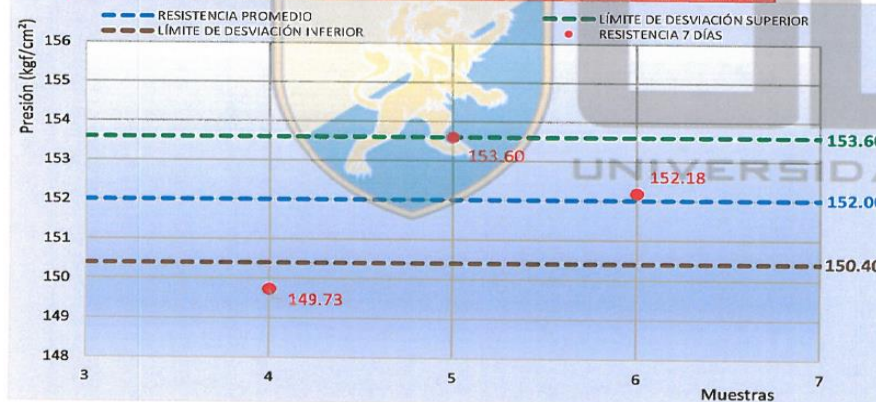 RESISTENCIA PROMEDIO
LÍMITE DE DESVIACIÓN SUPERIOR
LÍMITE DE DESVIACIÓN INFERIOR
RESISTENCIA 7 DÍAS
Presión (kgf/cm²)
156
155
154
153
152
151
150
149
148
153.60
153.60
152.18
152.00
150.40
149.73
3 4 5 6 7
Muestras
UNIVERSIDA